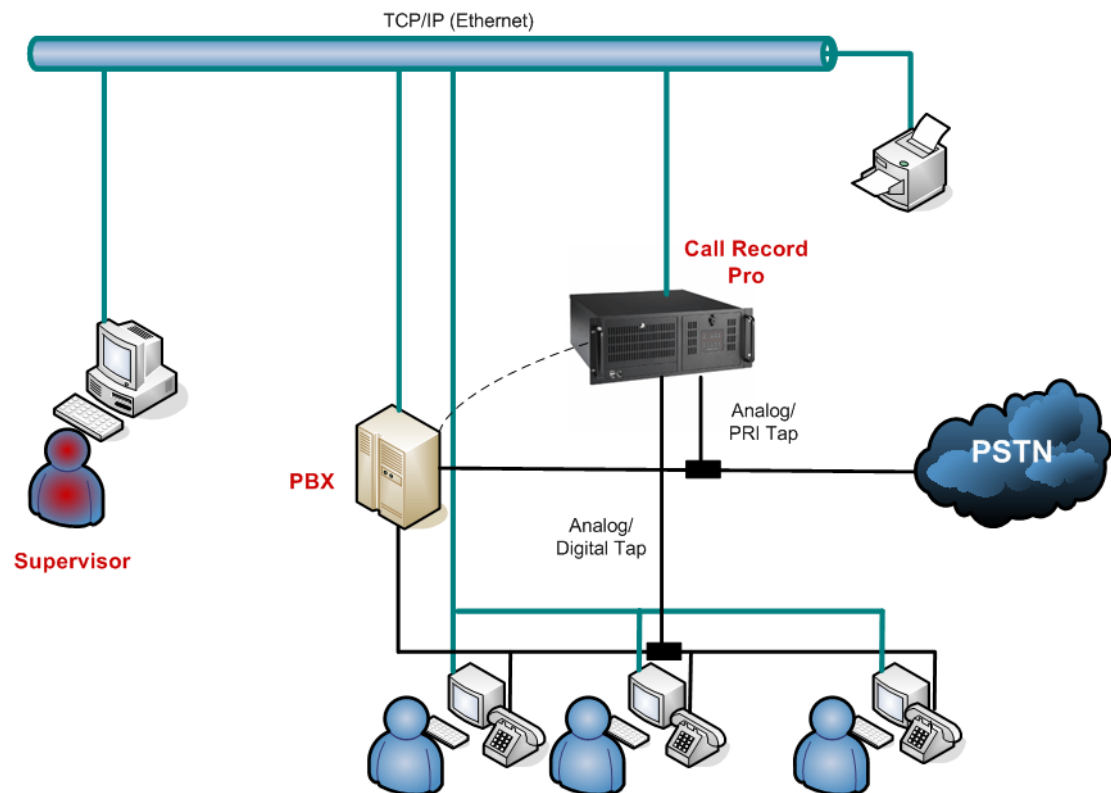 TCP/IP (Ethernet)
Call Record
Pro
Analog/
PRI Tap
PSTN
PBX
Analog/
Digital Tap
Supervisor